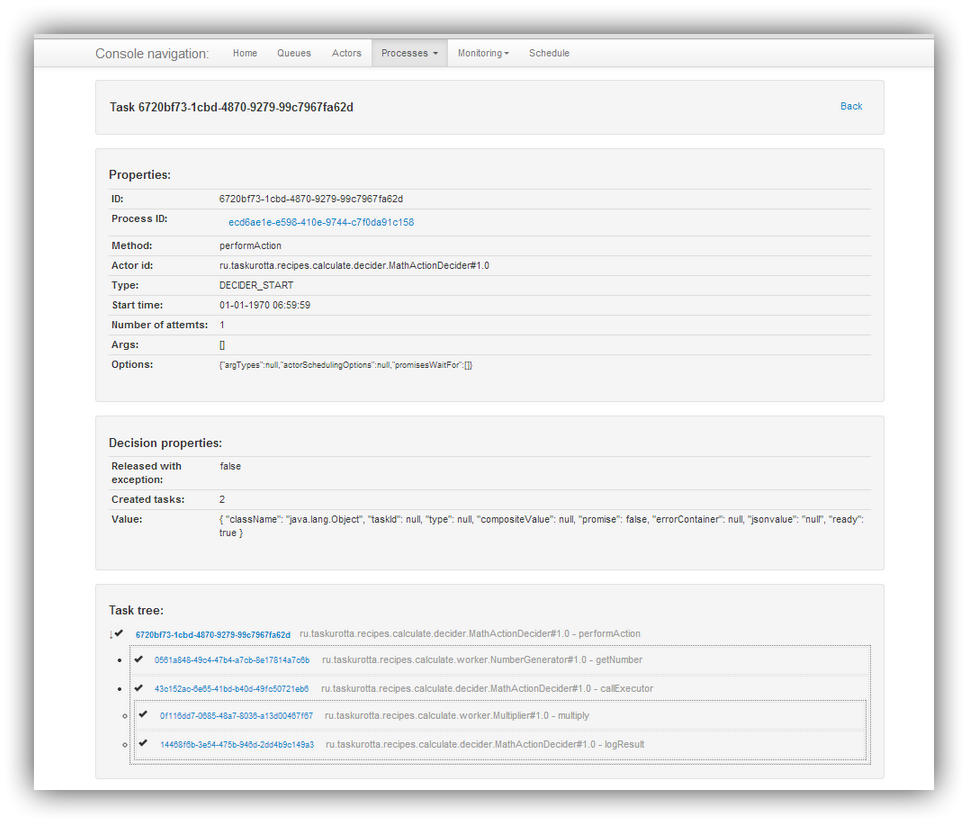 Console navigation: Home Queues Actors Processes Monitoring Schedule
Task 6720bf73-1cbd-4870-9279-99c7967fa62d Back
Properties:
ID: 6720bf73-1cbd-4870-9279-99c7967fa62d
Process ID: ecd6ae1e-e598-410e-9744-c7f0da91c158
Method: performAction
Actor id: ru.taskurotta.recipes.calculate.decider.MathActionDecider#1.0
Type: DECIDER_START
Start time: 01-01-1970 06:59:59
Number of attemts: 1
Args: []
Options: {"argTypes":null,"actorSchedulingOptions":null,"promisesWaitFor":[]}
Decision properties:
Released with false
exception:
Created tasks: 2
Value: { "className": "java.lang.Object", "taskId": null, "type": null, "compositeValue": null, "promise": false, "errorContainer": null, "jsonvalue": "null", "ready":
true }
Task tree:
6720bf73-1cbd-4870-9279-99c7967fa62d ru.taskurotta.recipes.calculate.decider.MathActionDecider#1.0 - performAction
0561a848-49c4-47b4-a7cb-8e17814a7c6b ru.taskurotta.recipes.calculate.worker.NumberGenerator#1.0 - getNumber
43c152ac-6e65-41bd-b40d-49fc50721eb6 ru.taskurotta.recipes.calculate.decider.MathActionDecider#1.0 - callExecutor
0f116dd7-0685-48a7-8036-a13d00467f67 ru.taskurotta.recipes.calculate.worker.Multiplier#1.0 - multiply
14468f6b-3e54-475b-946d-2dd4b9c149a3 ru.taskurotta.recipes.calculate.decider.MathActionDecider#1.0 - logResult